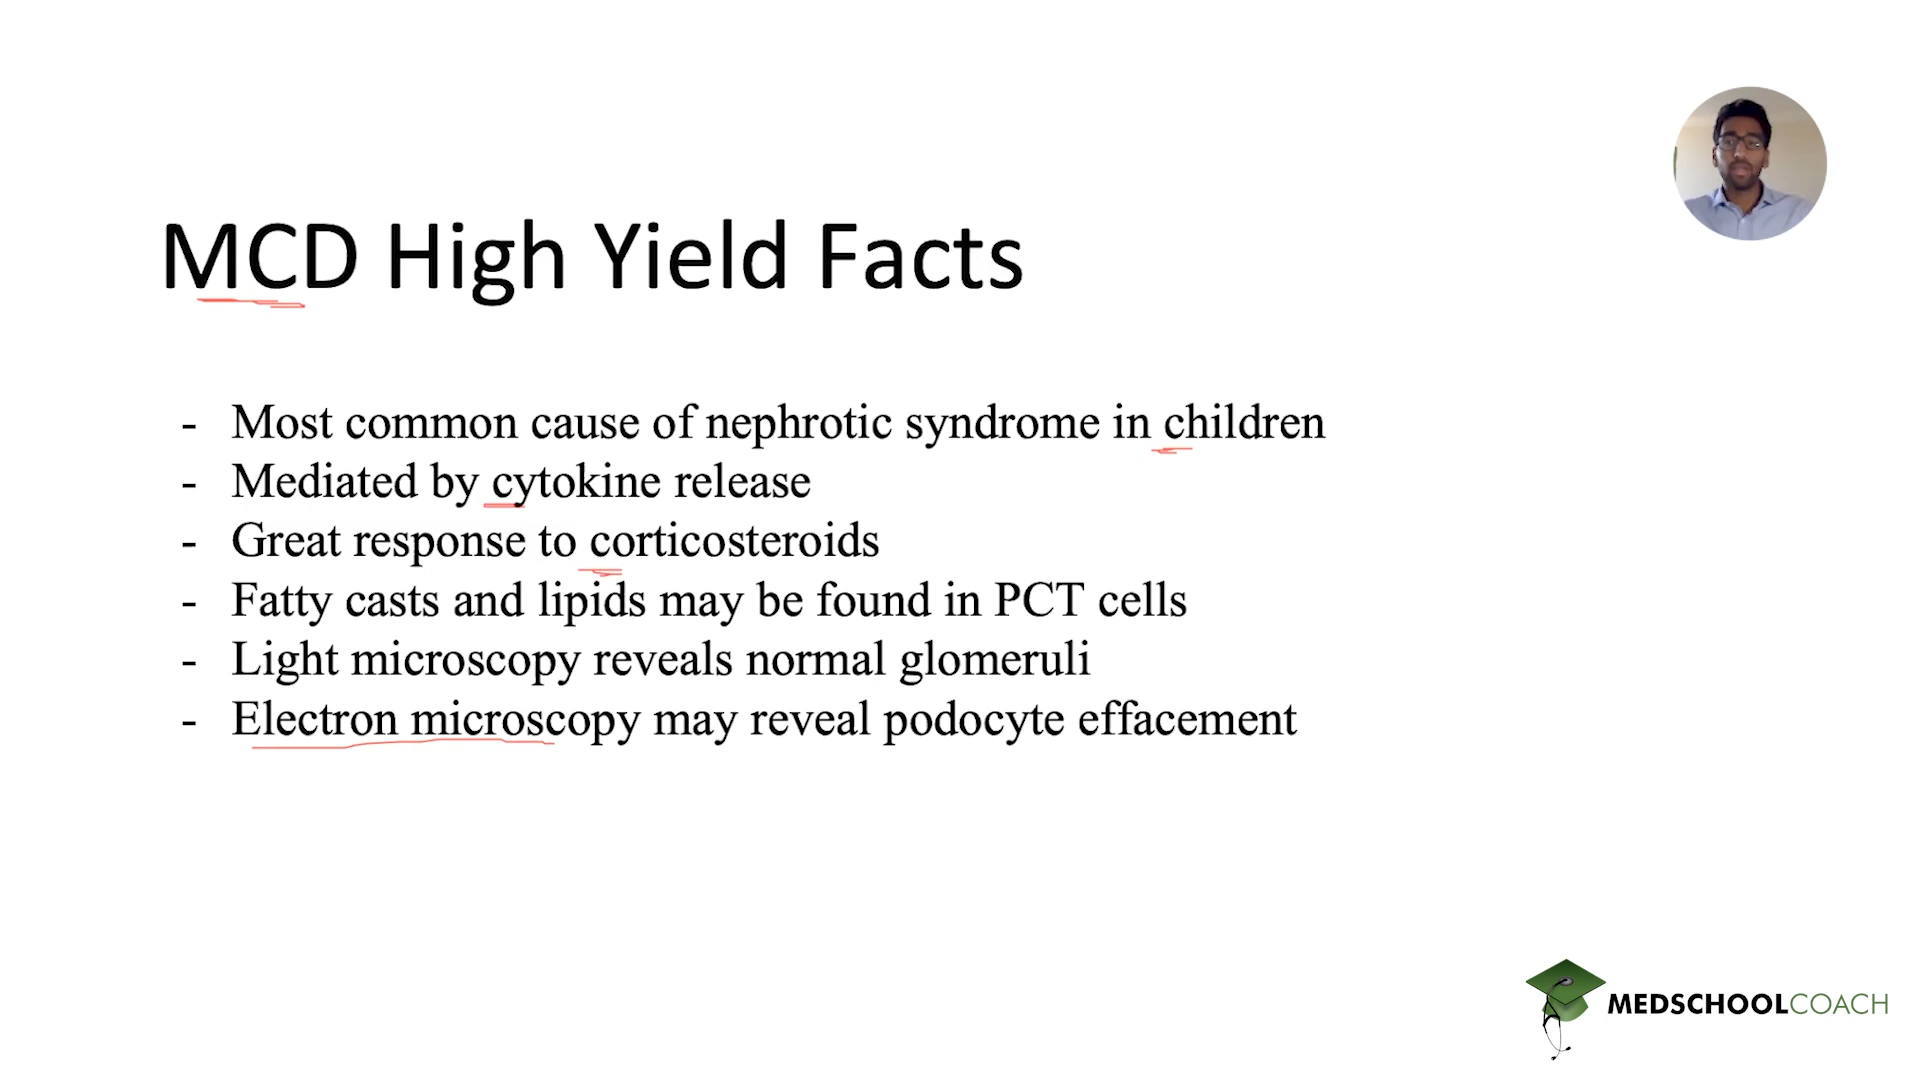 MCD High Yield Facts
- Most common cause of nephrotic syndrome in children
- Mediated by cytokine release
- Great response to corticosteroids
- Fatty casts and lipids may be found in PCT cells
- Light microscopy reveals normal glomeruli
- Electron microscopy may reveal podocyte effacement
MEDSCHOOLCOACH